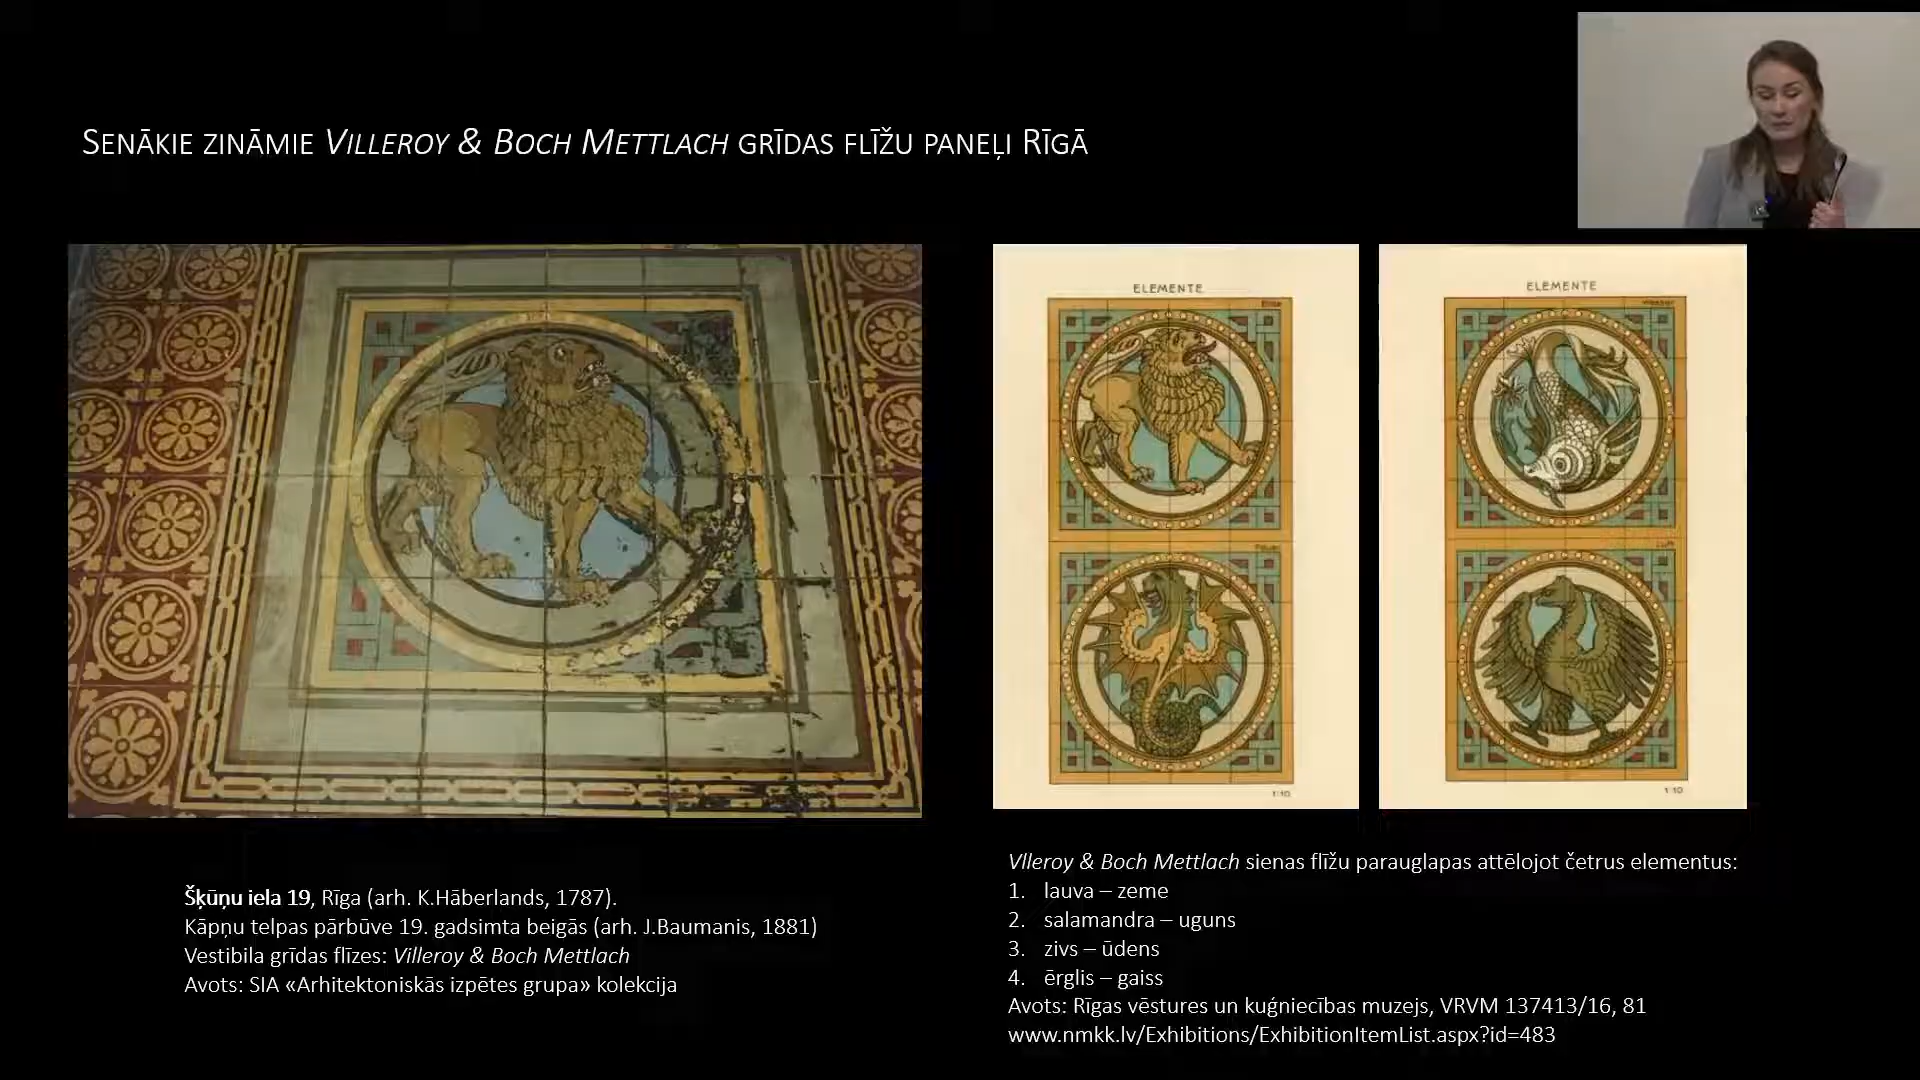 Senākie zināmie Villeroy & Boch Mettlach grīdas flīžu paneļi Rīgā
ELEMENTE
Erde
Feuer
1:10
ELEMENTE
Wasser
Luft
1:10
Šķūņu iela 19, Rīga (arh. K.Hāberlands, 1787).
Kāpņu telpas pārbūve 19. gadsimta beigās (arh. J.Baumanis, 1881)
Vestibila grīdas flīzes: Villeroy & Boch Mettlach
Avots: SIA «Arhitektoniskās izpētes grupa» kolekcija
Vlleroy & Boch Mettlach sienas flīžu parauglapas attēlojot četrus elementus:
1. lauva – zeme
2. salamandra – uguns
3. zivs – ūdens
4. ērglis – gaiss
Avots: Rīgas vēstures un kuģniecības muzejs, VRVM 137413/16, 81
www.nmkk.lv/Exhibitions/ExhibitionItemList.aspx?id=483